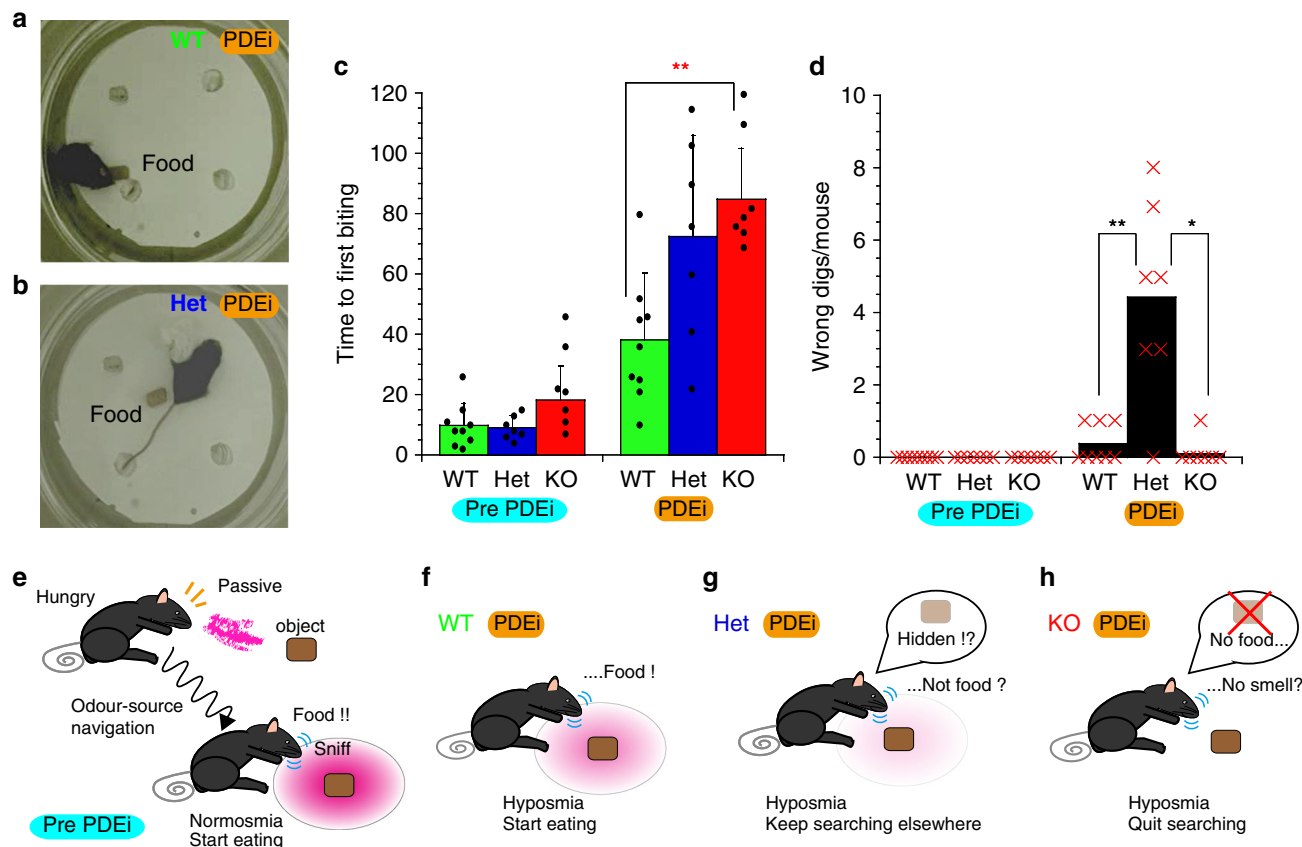 a
WT PDEi
Food
b
Het PDEi
Food
c
Time to first biting
120
100
80
60
40
20
0
**
WT Het KO WT Het KO
Pre PDEi PDEi
d
Wrong digs/mouse
10
8
6
4
2
0
** *
WT Het KO WT Het KO
Pre PDEi PDEi
e
Hungry
Passive
object
Odour-source
navigation
Food !!
Sniff
Pre PDEi
Normosmia
Start eating
f
WT PDEi
....Food !
Hyposmia
Start eating
g
Het PDEi
Hidden !?
...Not food ?
Hyposmia
Keep searching elsewhere
h
KO PDEi
No food...
...No smell?
Hyposmia
Quit searching